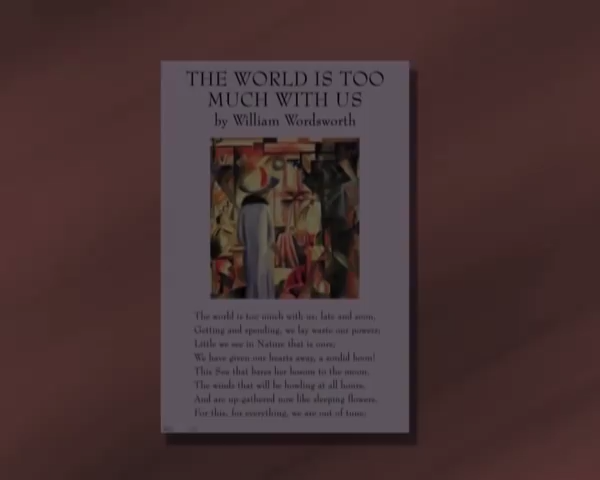 THE WORLD IS TOO
MUCH WITH US
by William Wordsworth
The world is too much with us; late and soon,
Getting and spending, we lay waste our powers;
Little we see in Nature that is ours;
We have given our hearts away, a sordid boon!
This Sea that bares her bosom to the moon,
The winds that will be howling at all hours,
And are up-gathered now like sleeping flowers,
For this, for everything, we are out of tune;